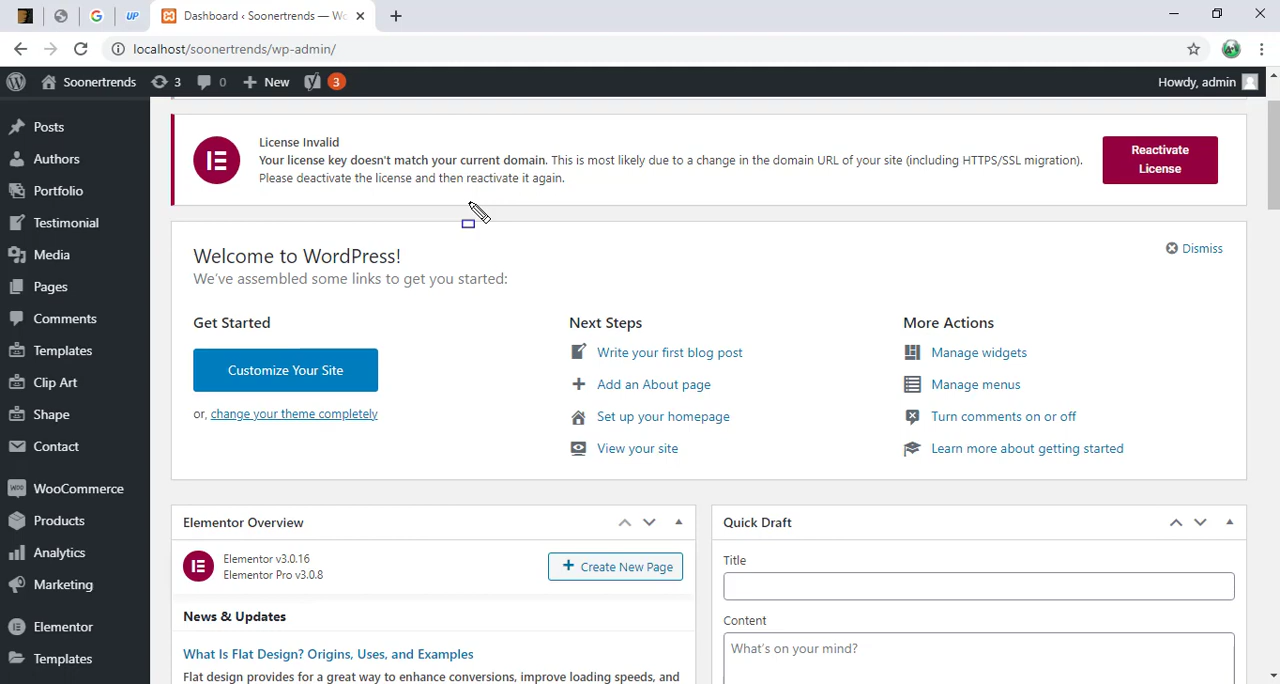 UP
Dashboard ‹ Soonertrends — Wo
localhost/soonertrends/wp-admin/
Soonertrends
3
0
New
3
Howdy, admin
Posts
Authors
Portfolio
Testimonial
Media
Pages
Comments
Templates
Clip Art
Shape
Contact
WooCommerce
Products
Analytics
Marketing
Elementor
Templates
License Invalid
Your license key doesn't match your current domain. This is most likely due to a change in the domain URL of your site (including HTTPS/SSL migration).
Please deactivate the license and then reactivate it again.
Reactivate
License
Welcome to WordPress!
We've assembled some links to get you started:
Dismiss
Get Started
Customize Your Site
or, change your theme completely
Next Steps
Write your first blog post
Add an About page
Set up your homepage
View your site
More Actions
Manage widgets
Manage menus
Turn comments on or off
Learn more about getting started
Elementor Overview
Elementor v3.0.16
Elementor Pro v3.0.8
Create New Page
News & Updates
What Is Flat Design? Origins, Uses, and Examples
Flat design provides for a great way to enhance conversions, improve loading speeds, and
Quick Draft
Title
Content
What's on your mind?